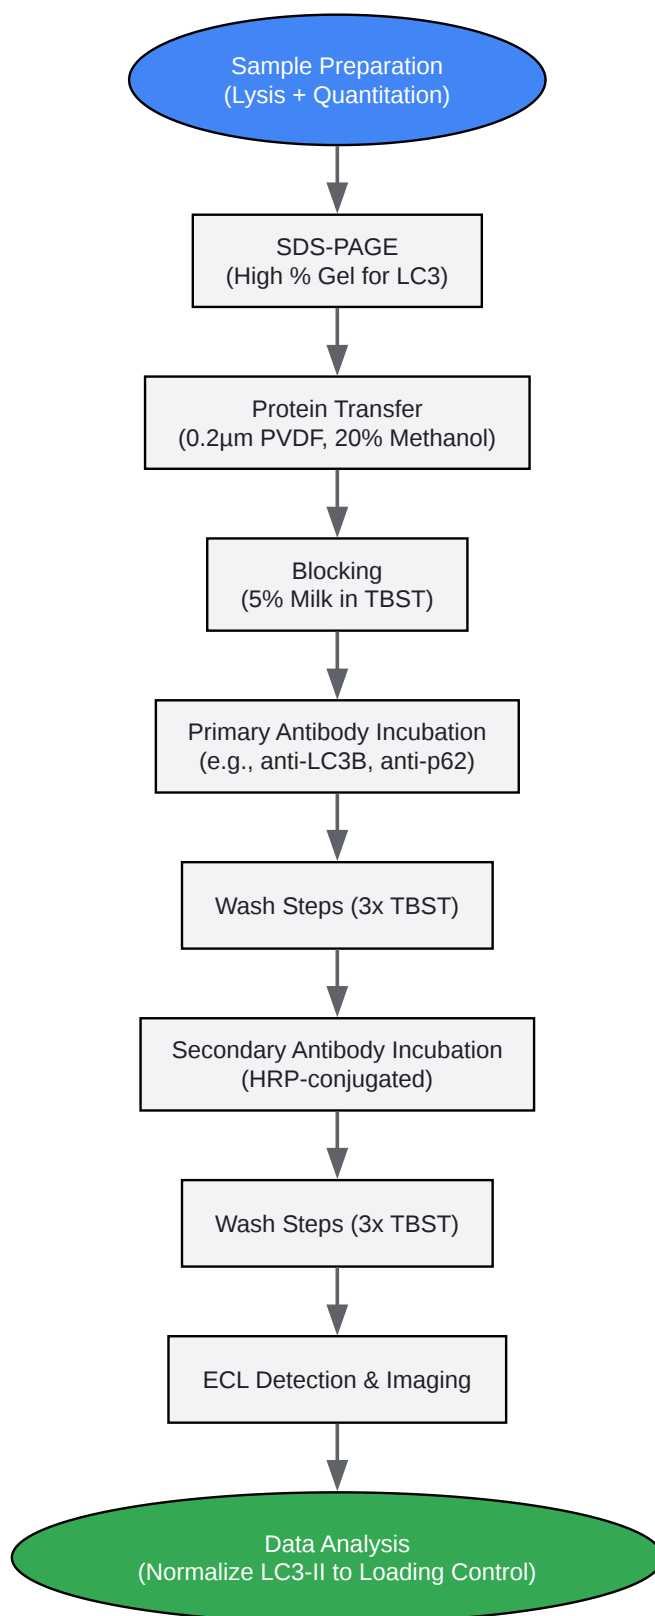 Sample Preparation
(Lysis + Quantitation)
SDS-PAGE
(High % Gel for LC3)
Protein Transfer
(0.2µm PVDF, 20% Methanol)
Blocking
(5% Milk in TBST)
Primary Antibody Incubation
(e.g., anti-LC3B, anti-p62)
Wash Steps (3x TBST)
Secondary Antibody Incubation
(HRP-conjugated)
Wash Steps (3x TBST)
ECL Detection & Imaging
Data Analysis
(Normalize LC3-II to Loading Control)